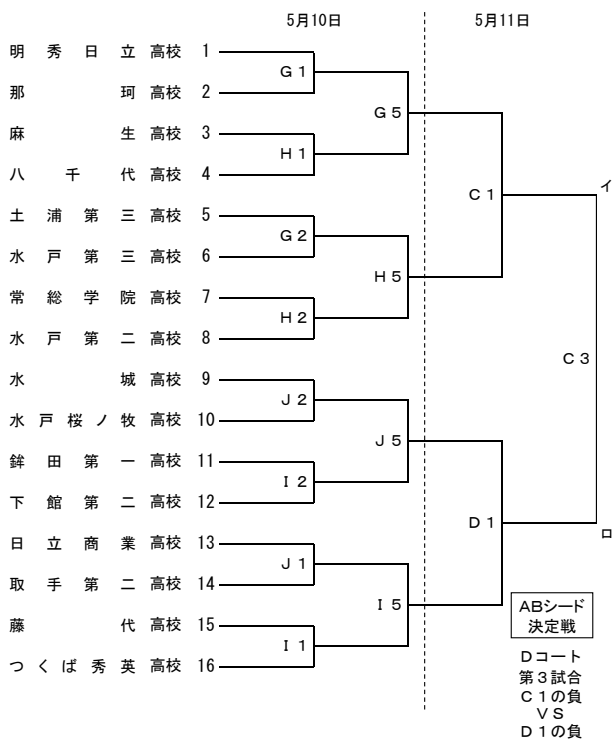 5月10日 5月11日
明秀日立高校 1
G1
那珂高校 2
G5
麻生高校 3
H1
八千代高校 4
C1 イ
土浦第三高校 5
G2
水戸第三高校 6
H5
常総学院高校 7
H2
水戸第二高校 8
C3
水城高校 9
J2
水戸桜ノ牧高校 10
J5
鉾田第一高校 11
I2
下館第二高校 12
D1 ロ
日立商業高校 13
J1
取手第二高校 14
I5
藤代高校 15
I1
つくば秀英高校 16
ABシード
決定戦
Dコート
第3試合
C1の負
VS
D1の負